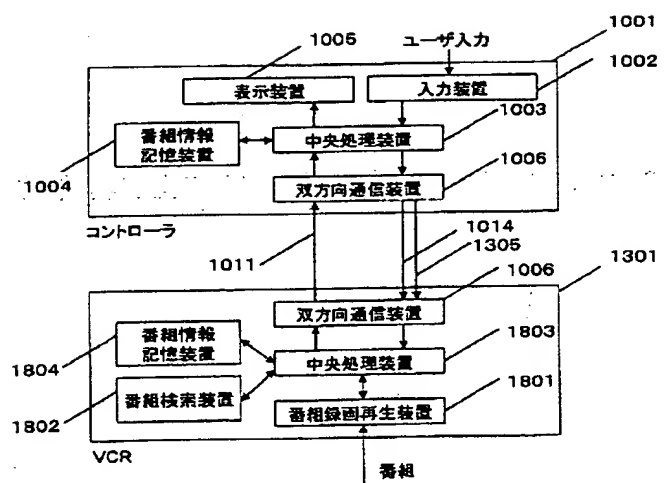 1005
ユーザ入力
1001
1002
表示装置
入力装置
1003
番組情報
記憶装置
中央処理装置
1006
1004
双方向通信装置
コントローラ
1014
1011
1305
1301
双方向通信装置
1006
番組情報
記憶装置
1803
1804
中央処理装置
番組検索装置
1801
1802
番組録画再生装置
VCR
番組